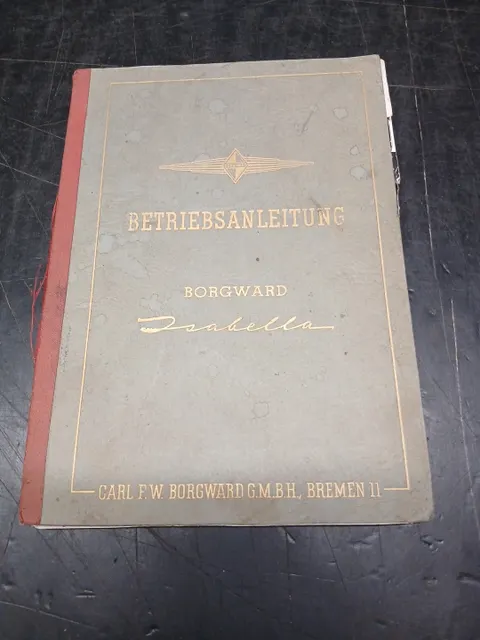 BETRIEBSANLEITUNG
BORGWARD
Isabella
CARL F.W. BORGWARD G.M.B.H., BREMEN 11